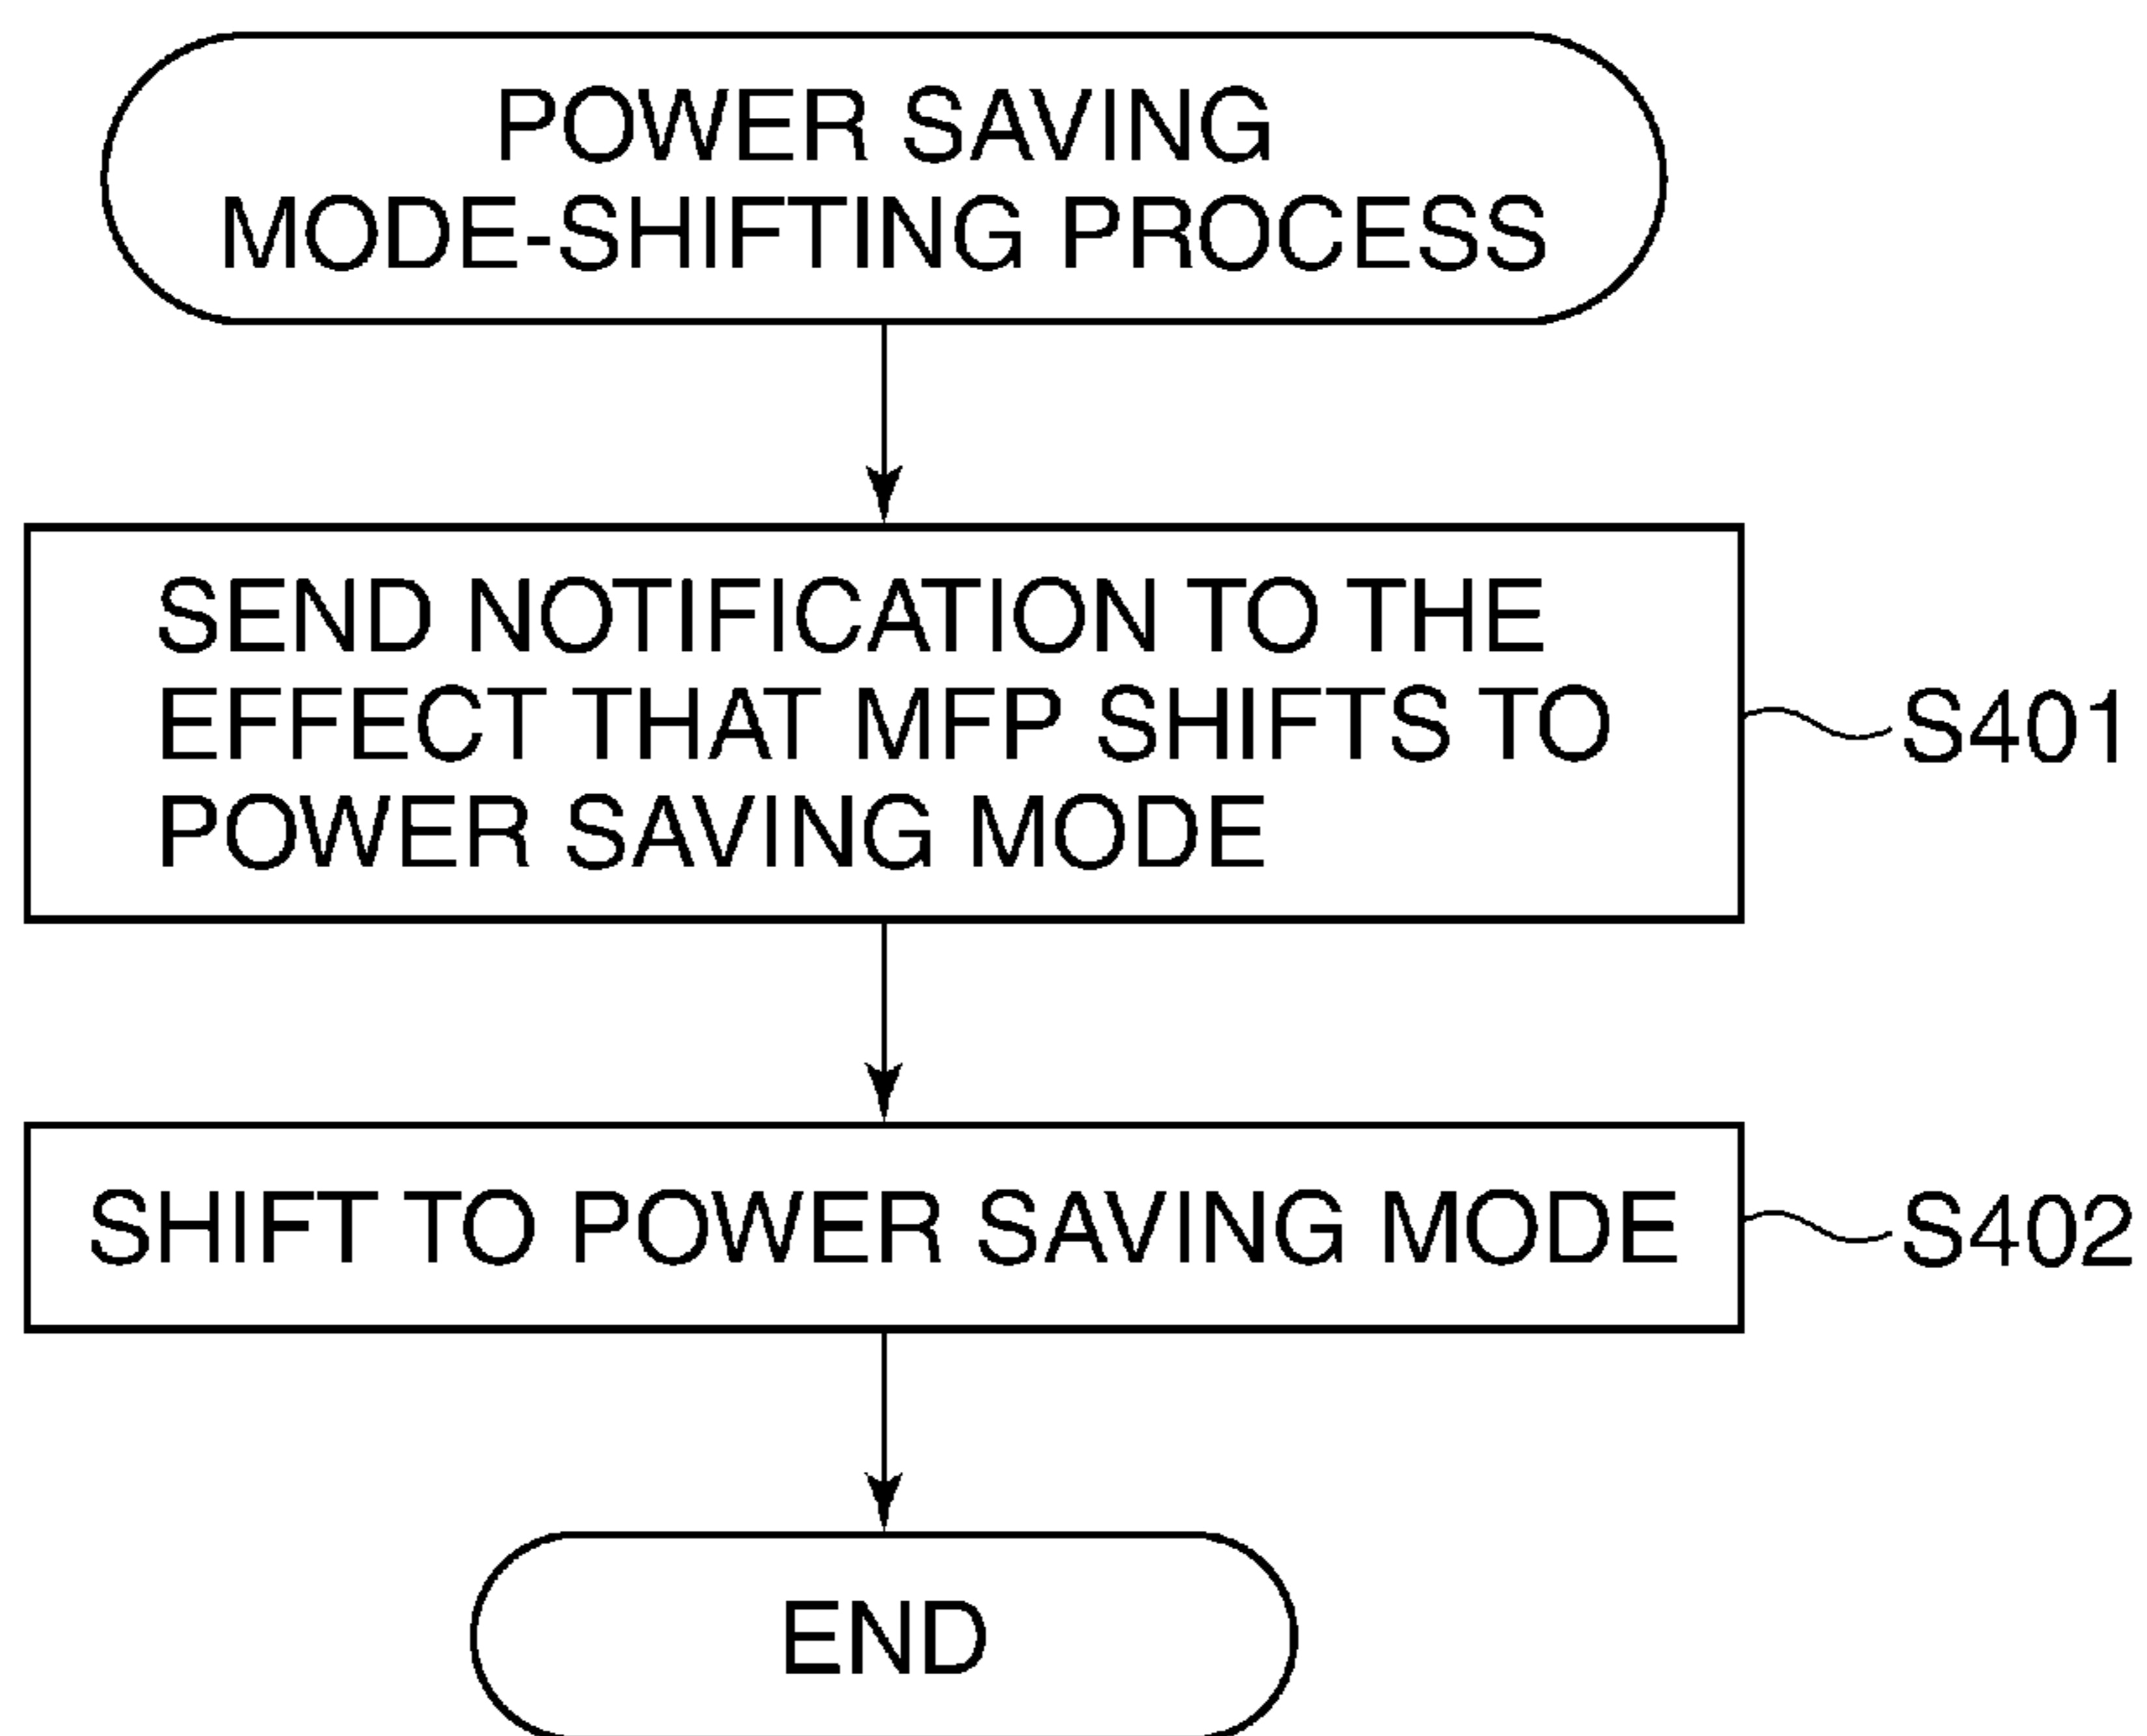 POWER SAVING
MODE-SHIFTING PROCESS
SEND NOTIFICATION TO THE
EFFECT THAT MFP SHIFTS TO
POWER SAVING MODE
S401
SHIFT TO POWER SAVING MODE
S402
END